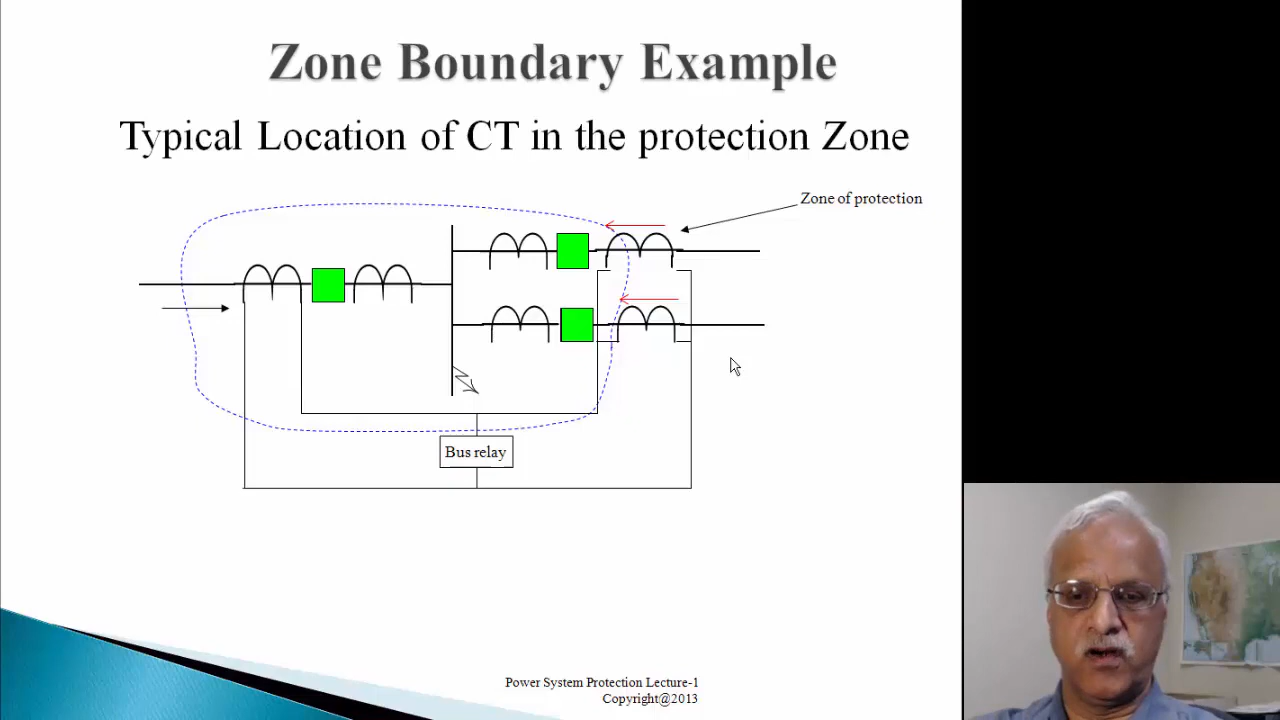 Zone Boundary Example
Typical Location of CT in the protection Zone
Zone of protection
Bus relay
Power System Protection Lecture-1
Copyright@2013